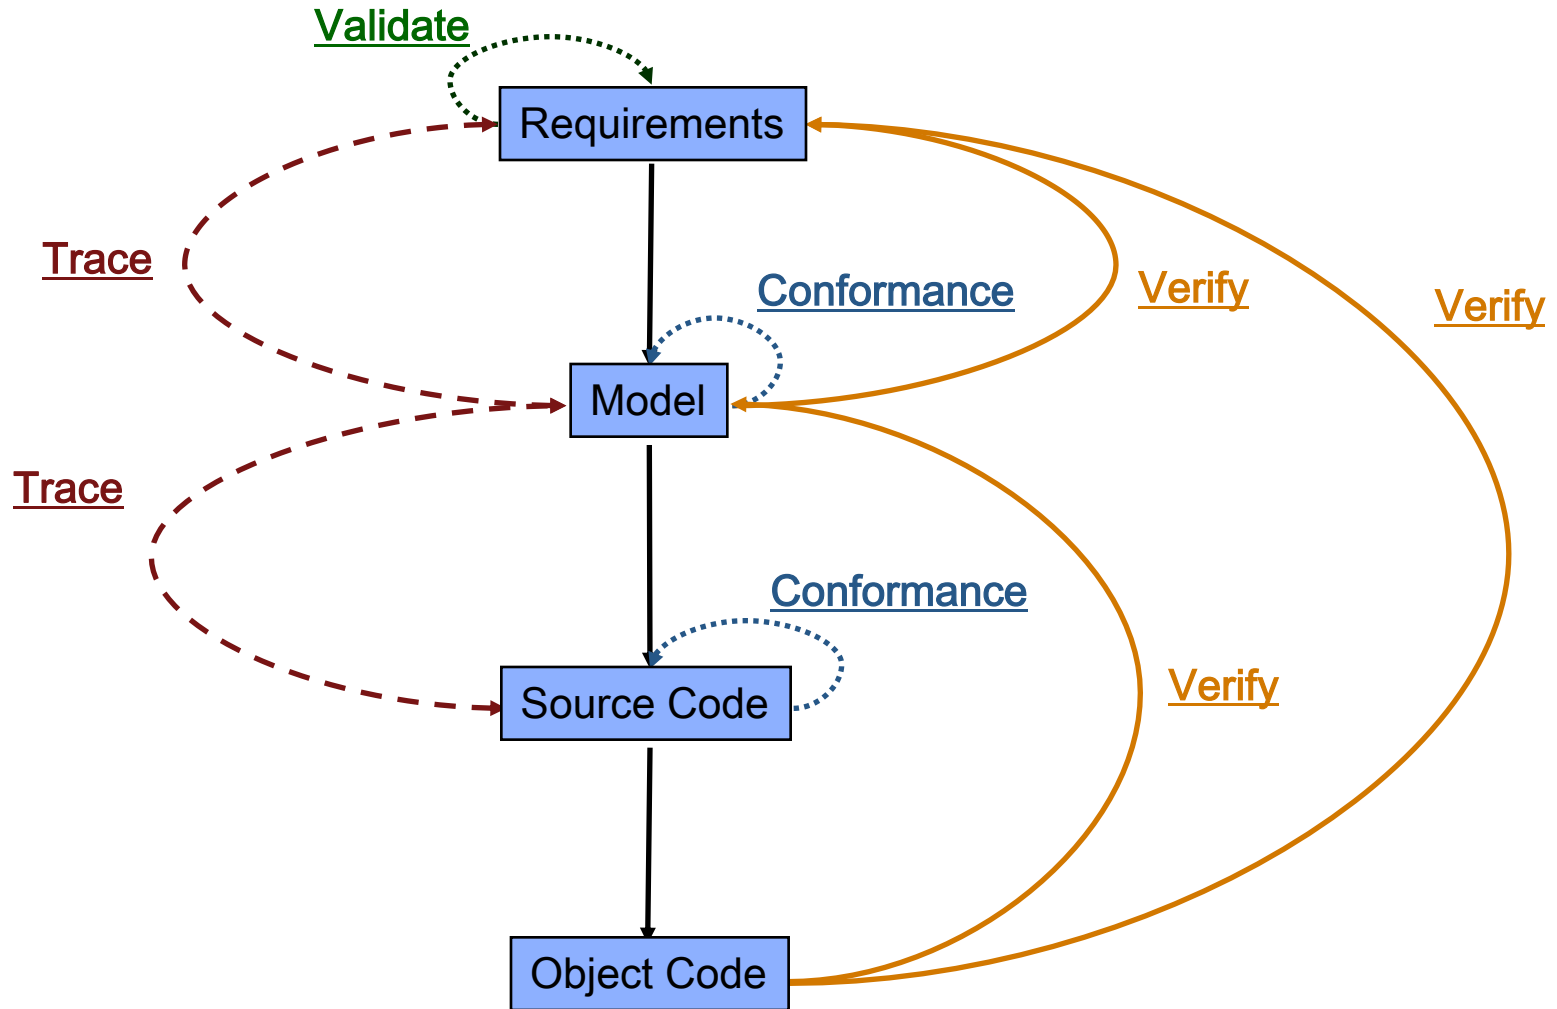 Validate
Requirements
Trace
Conformance
Verify
Verify
Model
Trace
Conformance
Verify
Source Code
Object Code